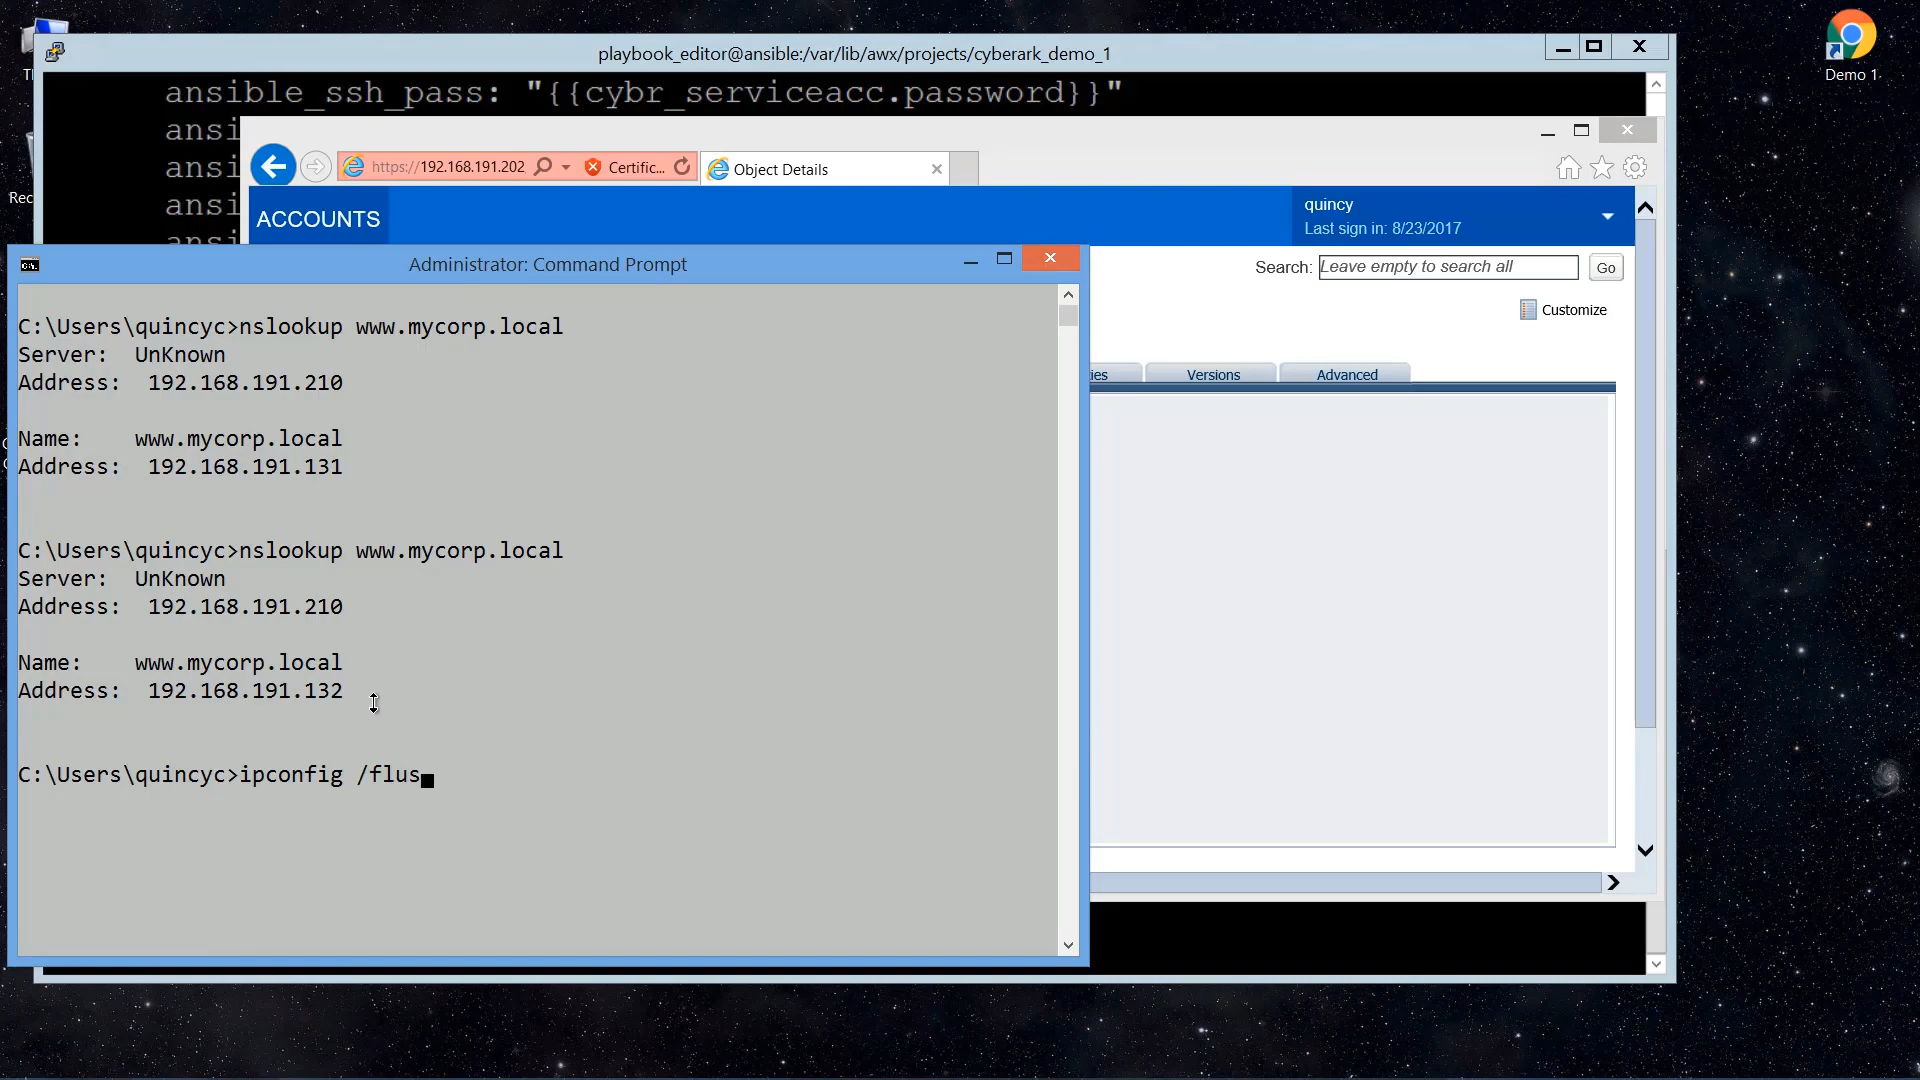 playbook_editor@ansible:/var/lib/awx/projects/cyberark_demo_1
Demo 1
ansible_ssh_pass: "{{cybr_serviceacc.password}}"
ansi
ansi
ansi
https://192.168.191.202
Certific...
Object Details
ACCOUNTS
quincy
Last sign in: 8/23/2017
Search:
Leave empty to search all
Go
Customize
ies
Versions
Advanced
Rec
Administrator: Command Prompt
C:\Users\quincyc>nslookup www.mycorp.local
Server:  UnKnown
Address:  192.168.191.210
Name:    www.mycorp.local
Address:  192.168.191.131
C:\Users\quincyc>nslookup www.mycorp.local
Server:  UnKnown
Address:  192.168.191.210
Name:    www.mycorp.local
Address:  192.168.191.132
C:\Users\quincyc>ipconfig /flus